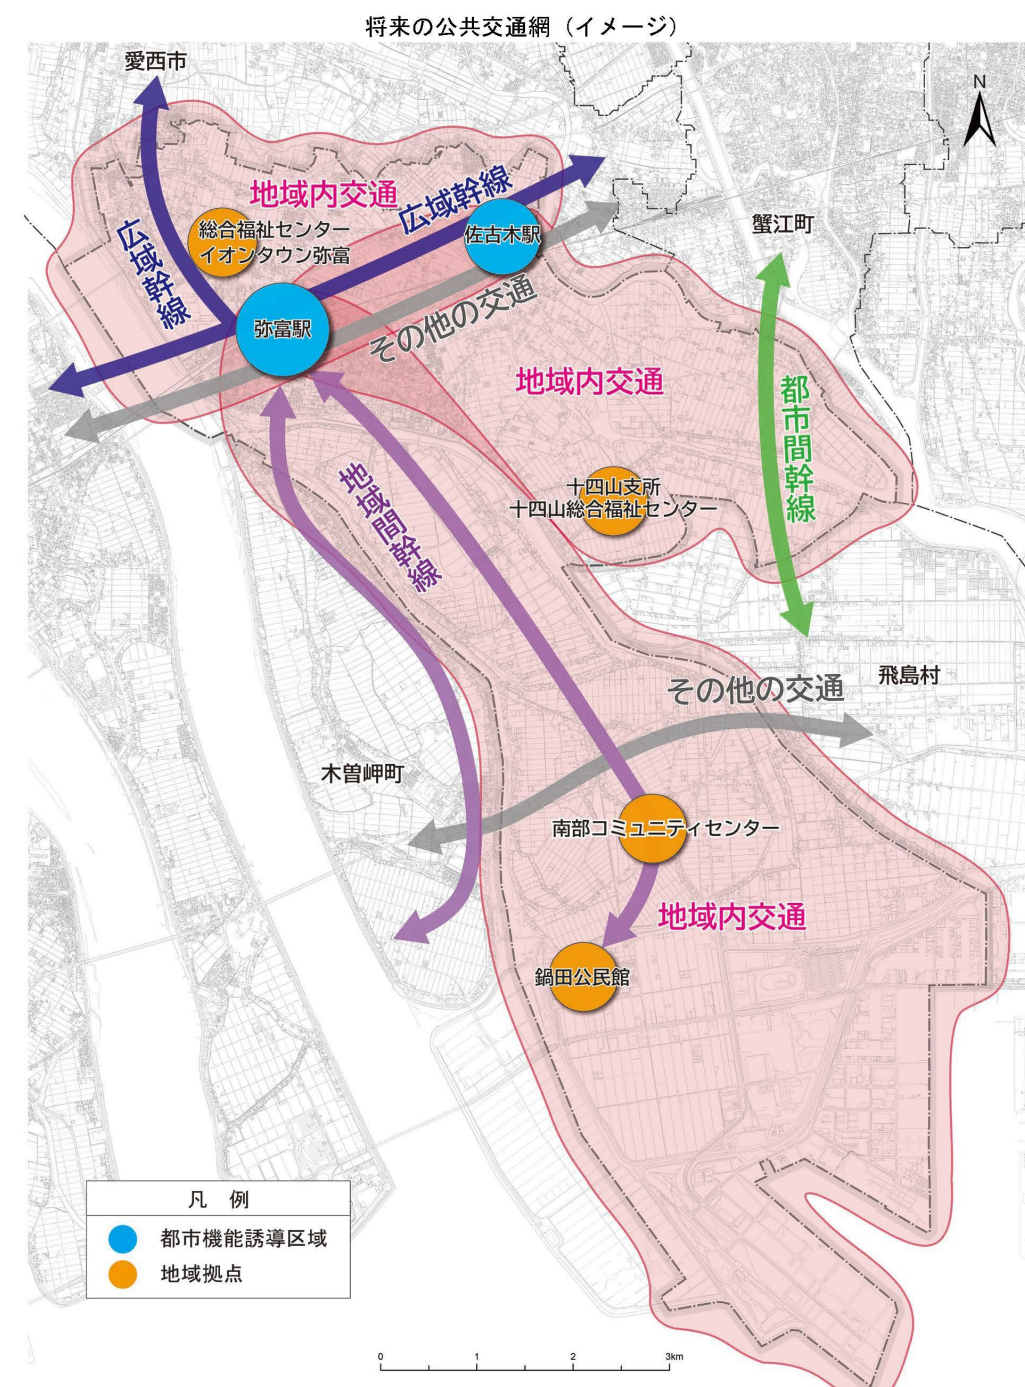 将来の公共交通網（イメージ）
愛西市
N
地域内交通
広域幹線
総合福祉センター
イオンタウン弥富
佐古木駅
蟹江町
広域幹線
弥富駅
その他の交通
地域内交通
都市間幹線
地域間幹線
十四山支所
十四山総合福祉センター
その他の交通
飛島村
木曽岬町
南部コミュニティセンター
地域内交通
鍋田公民館
凡 例
都市機能誘導区域
地域拠点
0 1 2 3km